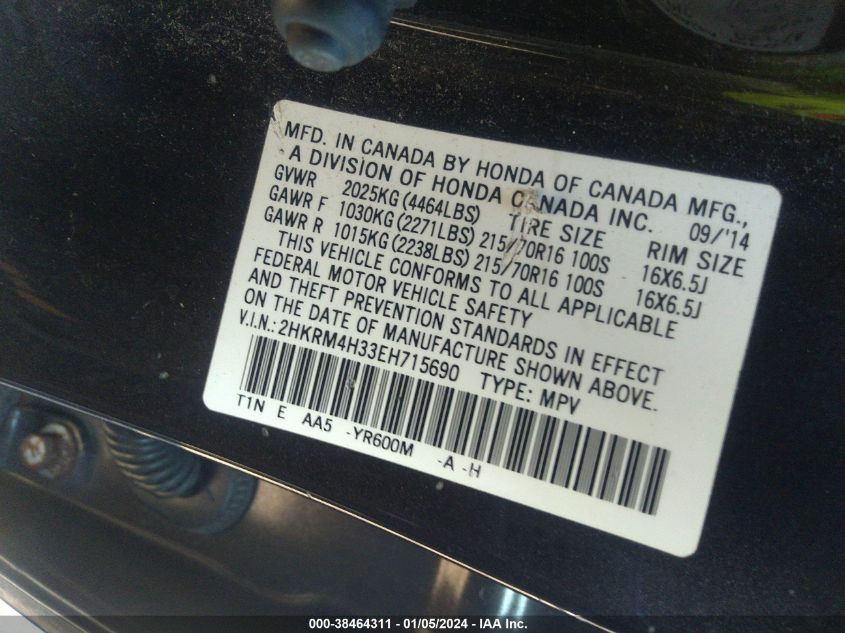 MFD. IN CANADA BY HONDA OF CANADA MFG.,
A DIVISION OF HONDA CANADA INC. 09/'14
GVWR 2025KG (4464LBS) TIRE SIZE RIM SIZE
GAWR F 1030KG (2271LBS) 215/70R16 100S 16X6.5J
GAWR R 1015KG (2238LBS) 215/70R16 100S 16X6.5J
THIS VEHICLE CONFORMS TO ALL APPLICABLE
FEDERAL MOTOR VEHICLE SAFETY
AND THEFT PREVENTION STANDARDS IN EFFECT
ON THE DATE OF MANUFACTURE SHOWN ABOVE.
V.I.N.: 2HKRM4H33EH715690 TYPE: MPV
T1N E AA5 -YR600M -A -H
000-38464311 - 01/05/2024 - IAA Inc.